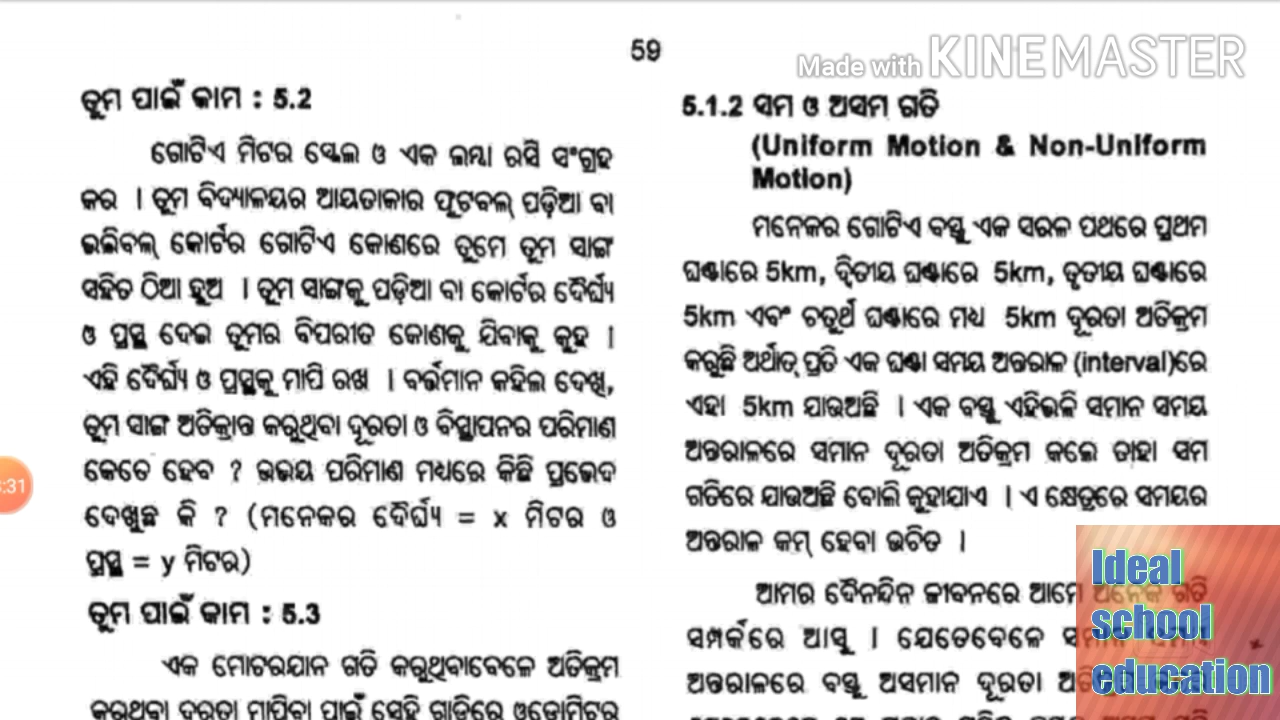 59
Made with KINEMASTER
ତୁମ ପାଇଁ କାମ : 5.2
ଗୋଟିଏ ମିଟର ସ୍କେଲ ଓ ଏକ ଲମ୍ବା ରସି ସଂଗ୍ରହ
କର । ତୁମ ବିଦ୍ୟାଳୟର ଆୟତାକାର ଫୁଟବଲ୍ ପଡ଼ିଆ ବା
ଭଲିବଲ୍ କୋର୍ଟର ଗୋଟିଏ କୋଣରେ ତୁମେ ତୁମ ସାଙ୍ଗ
ସହିତ ଠିଆ ହୁଅ । ତୁମ ସାଙ୍ଗକୁ ପଡ଼ିଆ ବା କୋର୍ଟର ଦୈର୍ଘ୍ୟ
ଓ ପ୍ରସ୍ଥ ଦେଇ ତୁମର ବିପରୀତ କୋଣକୁ ଯିବାକୁ କୁହ ।
ଏହି ଦୈର୍ଘ୍ୟ ଓ ପ୍ରସ୍ଥକୁ ମାପି ରଖ । ବର୍ତ୍ତମାନ କହିଲ ଦେଖି,
ତୁମ ସାଙ୍ଗ ଅତିକ୍ରାନ୍ତ କରୁଥିବା ଦୂରତା ଓ ବିସ୍ଥାପନର ପରିମାଣ
କେତେ ହେବ ? ଉଭୟ ପରିମାଣ ମଧ୍ୟରେ କିଛି ପ୍ରଭେଦ
ଦେଖୁଛ କି ? (ମନେକର ଦୈର୍ଘ୍ୟ = x ମିଟର ଓ
ପ୍ରସ୍ଥ = y ମିଟର)
ତୁମ ପାଇଁ କାମ : 5.3
ଏକ ମୋଟରଯାନ ଗତି କରୁଥିବାବେଳେ ଅତିକ୍ରମ
କରୁଥିବା ଦୂରତା ମାପିବା ପାଇଁ ସେହି ଗାଡ଼ିରେ ଓଡୋମିଟର
5.1.2 ସମ ଓ ଅସମ ଗତି
(Uniform Motion & Non-Uniform
Motion)
ମନେକର ଗୋଟିଏ ବସ୍ତୁ ଏକ ସରଳ ପଥରେ ପ୍ରଥମ
ଘଣ୍ଟାରେ 5km, ଦ୍ୱିତୀୟ ଘଣ୍ଟାରେ 5km, ତୃତୀୟ ଘଣ୍ଟାରେ
5km ଏବଂ ଚତୁର୍ଥ ଘଣ୍ଟାରେ ମଧ୍ୟ 5km ଦୂରତା ଅତିକ୍ରମ
କରୁଛି ଅର୍ଥାତ୍ ପ୍ରତି ଏକ ଘଣ୍ଟା ସମୟ ଅନ୍ତରାଳ (interval)ରେ
ଏହା 5km ଯାଉଅଛି । ଏକ ବସ୍ତୁ ଏହିଭଳି ସମାନ ସମୟ
ଅନ୍ତରାଳରେ ସମାନ ଦୂରତା ଅତିକ୍ରମ କଲେ ତାହା ସମ
ଗତିରେ ଯାଉଅଛି ବୋଲି କୁହାଯାଏ । ଏ କ୍ଷେତ୍ରରେ ସମୟର
ଅନ୍ତରାଳ କମ୍ ହେବା ଉଚିତ ।
ଆମର ଦୈନନ୍ଦିନ ଜୀବନରେ ଆମେ ଅନେକ ଗତି
ସମ୍ପର୍କରେ ଆସୁ । ଯେତେବେଳେ
ଅନ୍ତରାଳରେ ବସ୍ତୁ ଅସମାନ ଦୂରତା
Ideal
school
education
:31